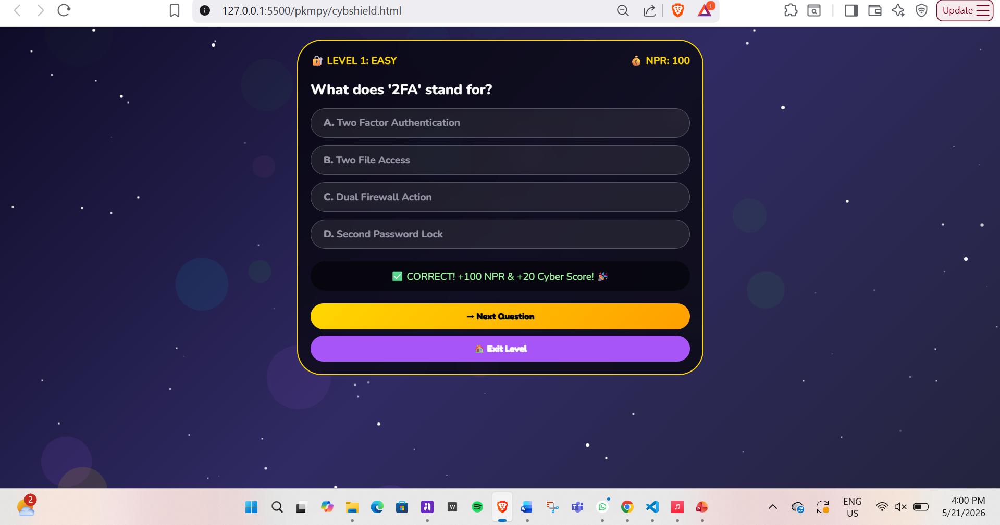 127.0.0.1:5500/pkmpy/cybshield.html
1
Update
🔐 LEVEL 1: EASY
💰 NPR: 100
What does '2FA' stand for?
A. Two Factor Authentication
B. Two File Access
C. Dual Firewall Action
D. Second Password Lock
✅ CORRECT! +100 NPR & +20 Cyber Score! 🎉
→ Next Question
🏠 Exit Level
2
W
ENG
US
4:00 PM
5/21/2026